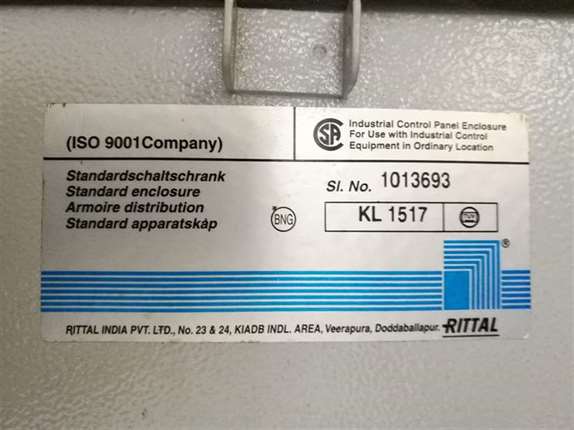 (ISO 9001Company)
SA
Industrial Control Panel Enclosure
For Use with Industrial Control
Equipment in Ordinary Location
Standardschaltschrank
Standard enclosure
Armoire distribution
Standard apparatskåp
BNG
Sl. No. 1013693
KL 1517
RITTAL INDIA PVT. LTD., No. 23 & 24, KIADB INDL. AREA, Veerapura, Doddaballapur.
®
RITTAL